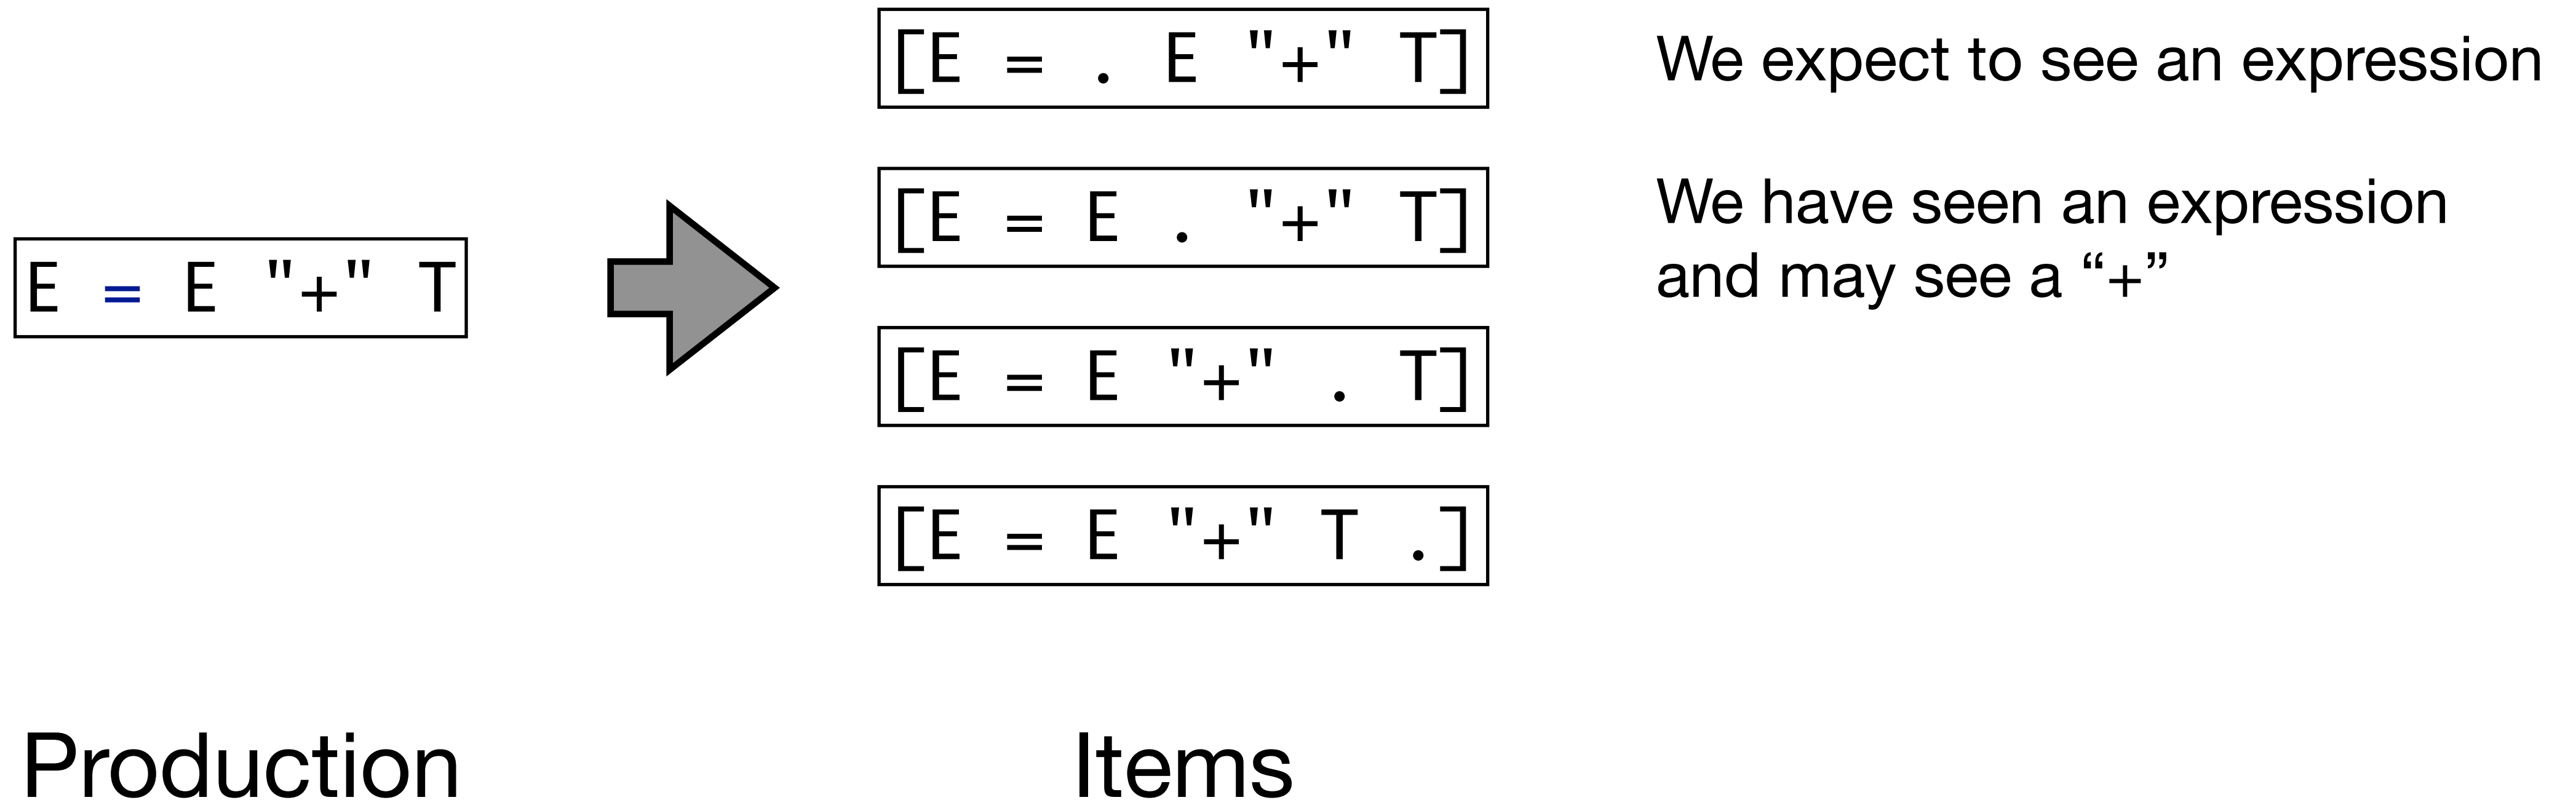 [E = . E "+" T]
We expect to see an expression
[E = E . "+" T]
We have seen an expression
and may see a “+”
E = E "+" T
[E = E "+" . T]
[E = E "+" T .]
Production
Items